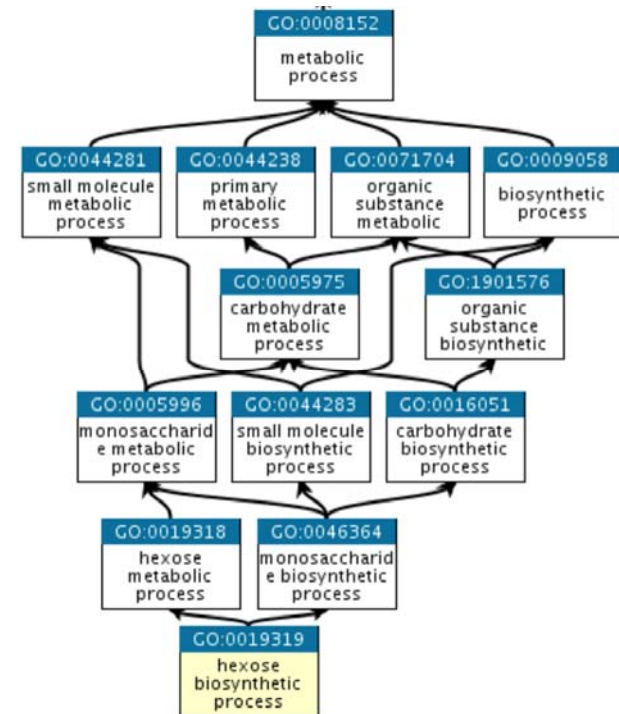 GO:0008152
metabolic
process
GO:0044281
small molecule
metabolic
process
GO:0044238
primary
metabolic
process
GO:0071704
organic
substance
metabolic
GO:0009058
biosynthetic
process
GO:0005975
carbohydrate
metabolic
process
GO:1901576
organic
substance
biosynthetic
GO:0005996
monosaccharid
e metabolic
process
GO:0044283
small molecule
biosynthetic
process
GO:0016051
carbohydrate
biosynthetic
process
GO:0019318
hexose
metabolic
process
GO:0046364
monosaccharid
e biosynthetic
process
GO:0019319
hexose
biosynthetic
process